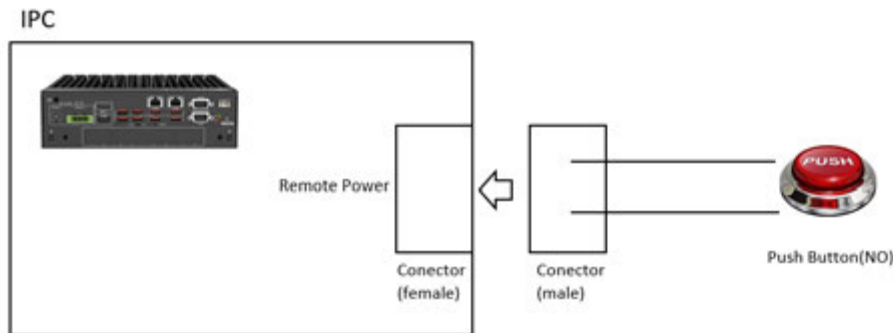 IPC
Remote Power
Conector
(female)
Conector
(male)
PUSH
Push Button(NO)